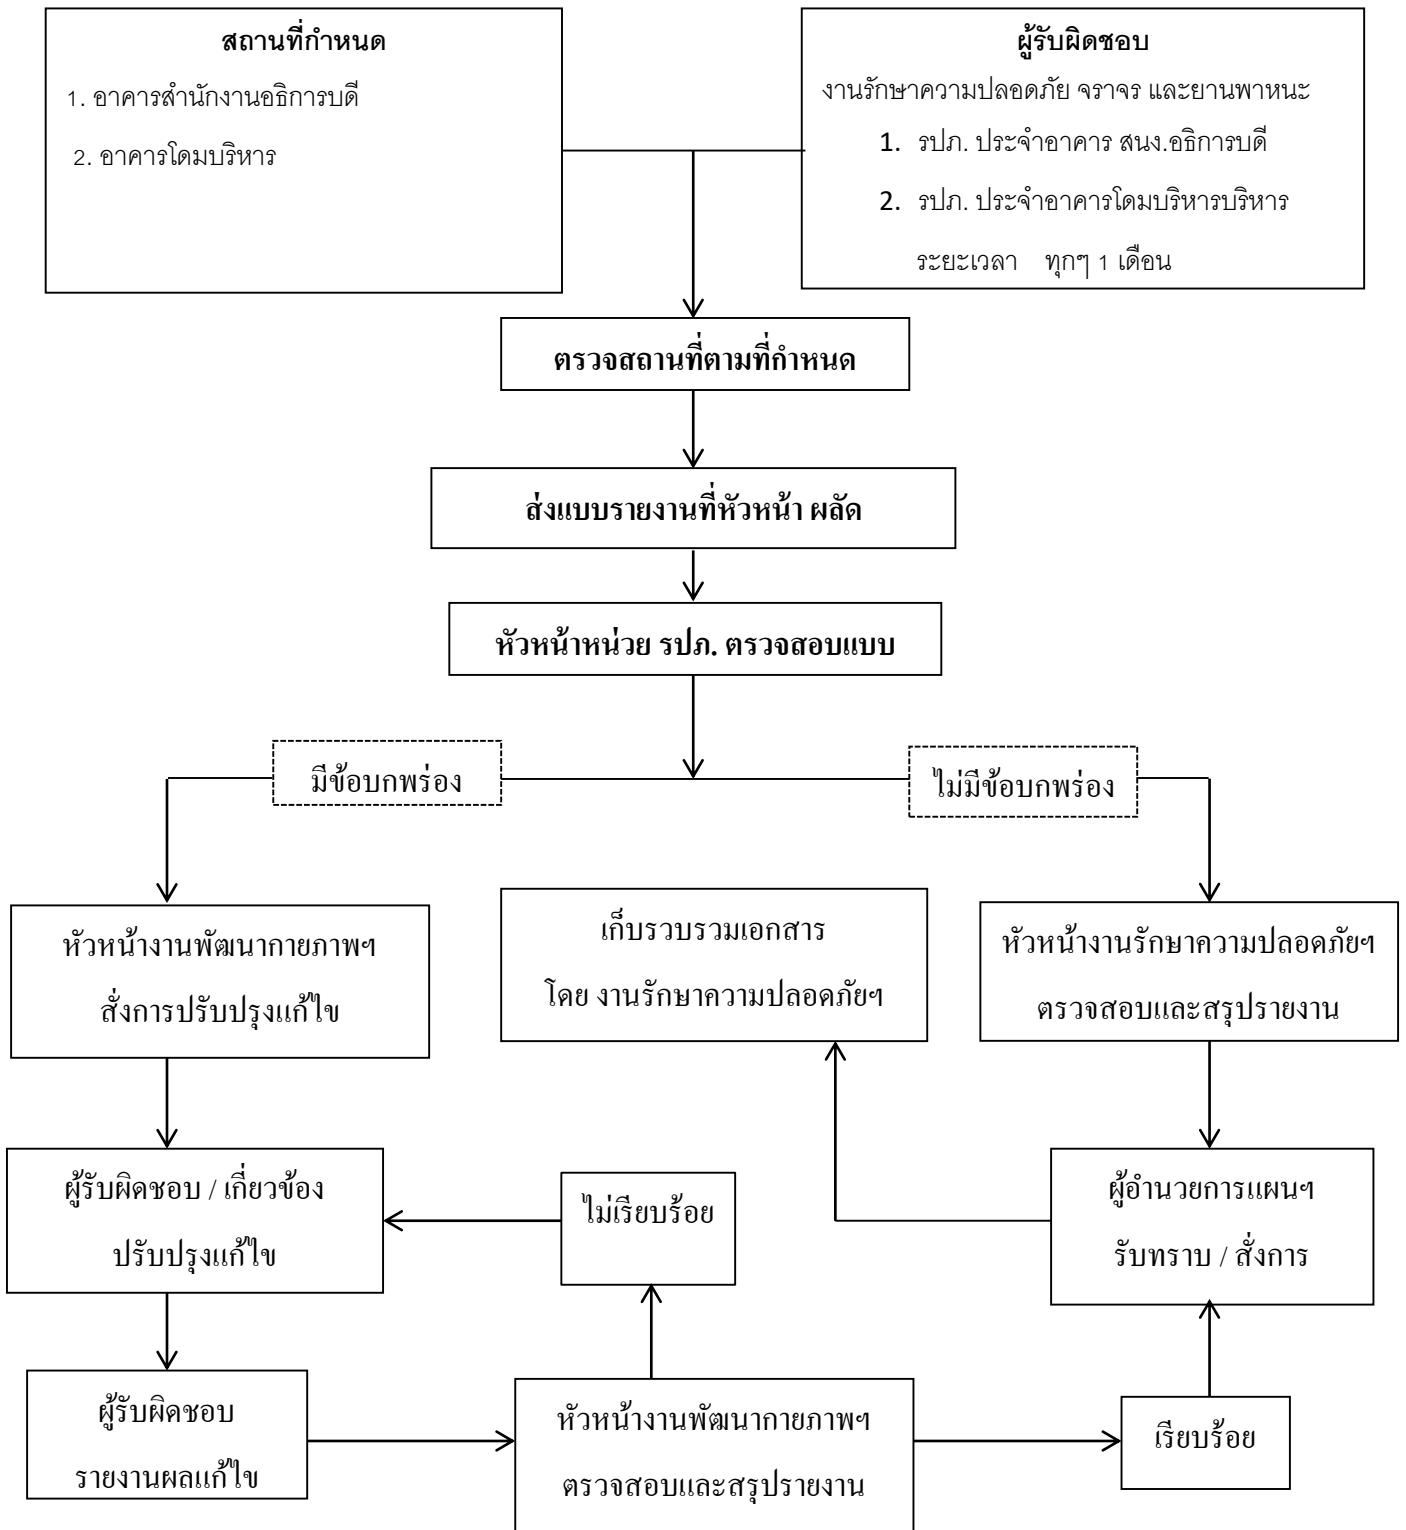 สถานที่กำหนด
1. อาคารสำนักงานอธิการบดี
2. อาคารโดมบริหาร
ผู้รับผิดชอบ
งานรักษาความปลอดภัย จราจร และยานพาหนะ
1. รปภ. ประจำอาคาร สนง.อธิการบดี
2. รปภ. ประจำอาคารโดมบริหารบริหาร
ระยะเวลา ทุกๆ 1 เดือน
ตรวจสถานที่ตามที่กำหนด
ส่งแบบรายงานที่หัวหน้า ผลัด
หัวหน้าหน่วย รปภ. ตรวจสอบแบบ
มีข้อบกพร่อง
ไม่มีข้อบกพร่อง
หัวหน้างานพัฒนากายภาพฯ
สั่งการปรับปรุงแก้ไข
เก็บรวบรวมเอกสาร
โดย งานรักษาความปลอดภัยฯ
หัวหน้างานรักษาความปลอดภัยฯ
ตรวจสอบและสรุปรายงาน
ผู้รับผิดชอบ / เกี่ยวข้อง
ปรับปรุงแก้ไข
ไม่เรียบร้อย
ผู้อำนวยการแผนฯ
รับทราบ / สั่งการ
ผู้รับผิดชอบ
รายงานผลแก้ไข
หัวหน้างานพัฒนากายภาพฯ
ตรวจสอบและสรุปรายงาน
เรียบร้อย